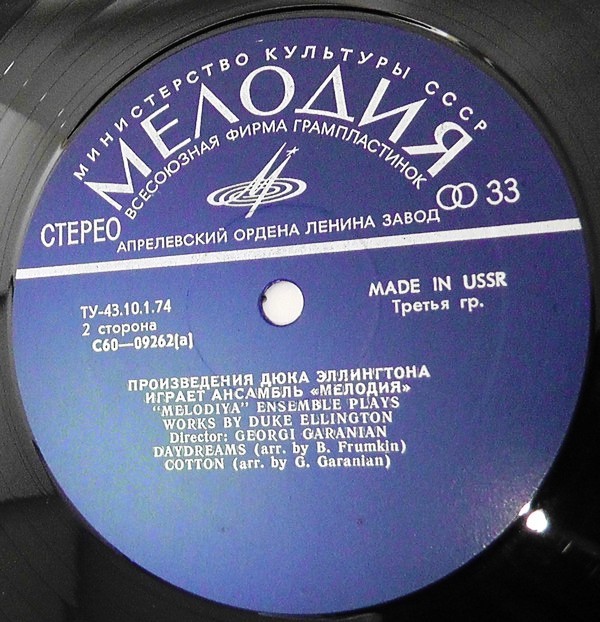 МИНИСТЕРСТВО КУЛЬТУРЫ СССР
МЕЛОДИЯ
ВСЕСОЮЗНАЯ ФИРМА ГРАМПЛАСТИНОК
СТЕРЕО
33
АПРЕЛЕВСКИЙ ОРДЕНА ЛЕНИНА ЗАВОД
ТУ-43.10.1.74
2 сторона
С60—09262(а)
MADE IN USSR
Третья гр.
ПРОИЗВЕДЕНИЯ ДЮКА ЭЛЛИНГТОНА
ИГРАЕТ АНСАМБЛЬ «МЕЛОДИЯ»
"MELODIYA" ENSEMBLE PLAYS
WORKS BY DUKE ELLINGTON
Director: GEORGI GARANIAN
DAYDREAMS (arr. by B. Frumkin)
COTTON (arr. by G. Garanian)